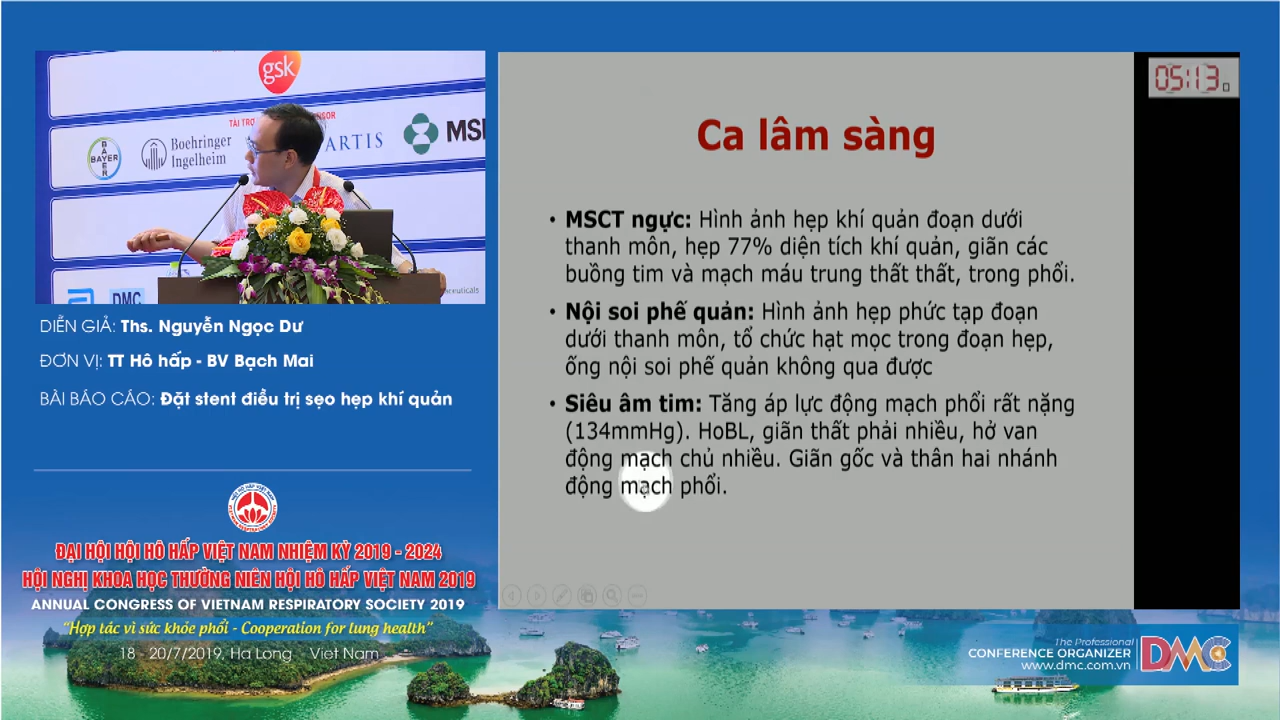 gsk
TÀI TRỢ
SOR
BAYER
BAYER
Boehringer
Ingelheim
ARTIS
DMC
ceuticals
DIỄN GIẢ: Ths. Nguyễn Ngọc Dư
ĐƠN VỊ: TT Hô hấp - BV Bạch Mai
BÀI BÁO CÁO: Đặt stent điều trị sẹo hẹp khí quản
ĐẠI HỘI HỘI HÔ HẤP VIỆT NAM NHIỆM KỲ 2019 - 2024
HỘI NGHỊ KHOA HỌC THƯỜNG NIÊN HỘI HÔ HẤP VIỆT NAM 2019
ANNUAL CONGRESS OF VIETNAM RESPIRATORY SOCIETY 2019
“Hợp tác vì sức khỏe phổi - Cooperation for lung health”
18 - 20/7/2019, Ha Long Viet Nam
05:13
Ca lâm sàng
• MSCT ngực: Hình ảnh hẹp khí quản đoạn dưới
thanh môn, hẹp 77% diện tích khí quản, giãn các
buồng tim và mạch máu trung thất thất, trong phổi.
• Nội soi phế quản: Hình ảnh hẹp phức tạp đoạn
dưới thanh môn, tổ chức hạt mọc trong đoạn hẹp,
ống nội soi phế quản không qua được
• Siêu âm tim: Tăng áp lực động mạch phổi rất nặng
(134mmHg). HoBL, giãn thất phải nhiều, hở van
động mạch chủ nhiều. Giãn gốc và thân hai nhánh
động mạch phổi.
The Professional
CONFERENCE ORGANIZER
www.dmc.com.vn
DMC